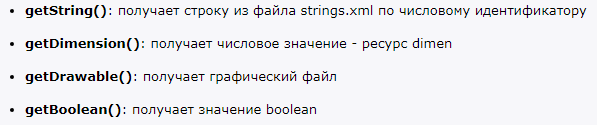 • getString(): получает строку из файла strings.xml по числовому идентификатору
• getDimension(): получает числовое значение - ресурс dimen
• getDrawable(): получает графический файл
• getBoolean(): получает значение boolean